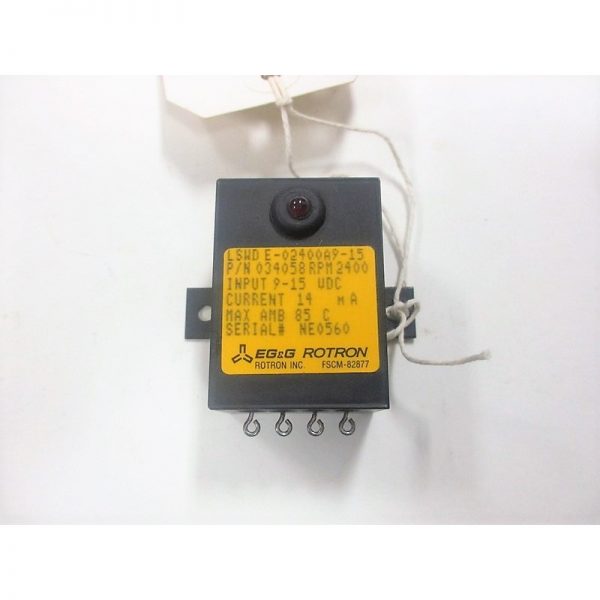 LSWD E-02400A9-15
P/N 034058 RPM 2400
INPUT 9-15 VDC
CURRENT 14 mA
MAX AMB 85 C
SERIAL# NE0560
EG&G ROTRON
ROTRON INC. FSCM-82877